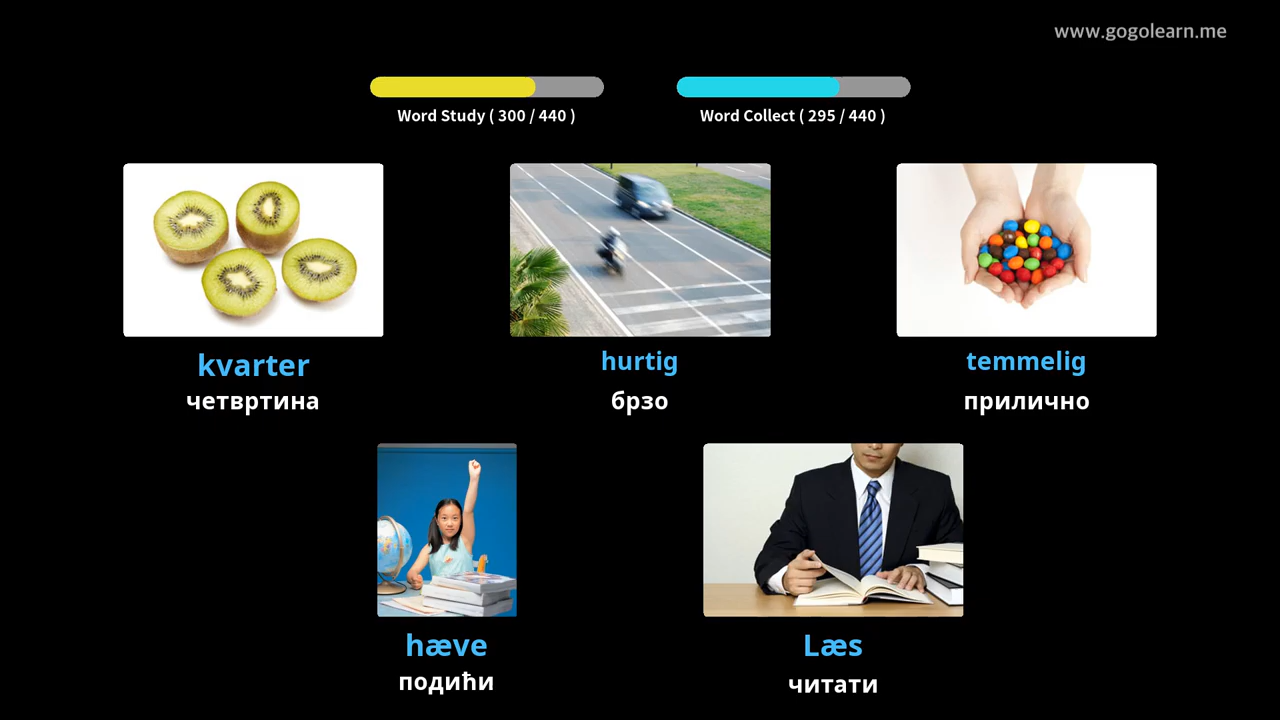 www.gogolearn.me
Word Study ( 300 / 440 )
Word Collect ( 295 / 440 )
kvarter
четвртина
hurtig
брзо
temmelig
прилично
hæve
подићи
Læs
читати